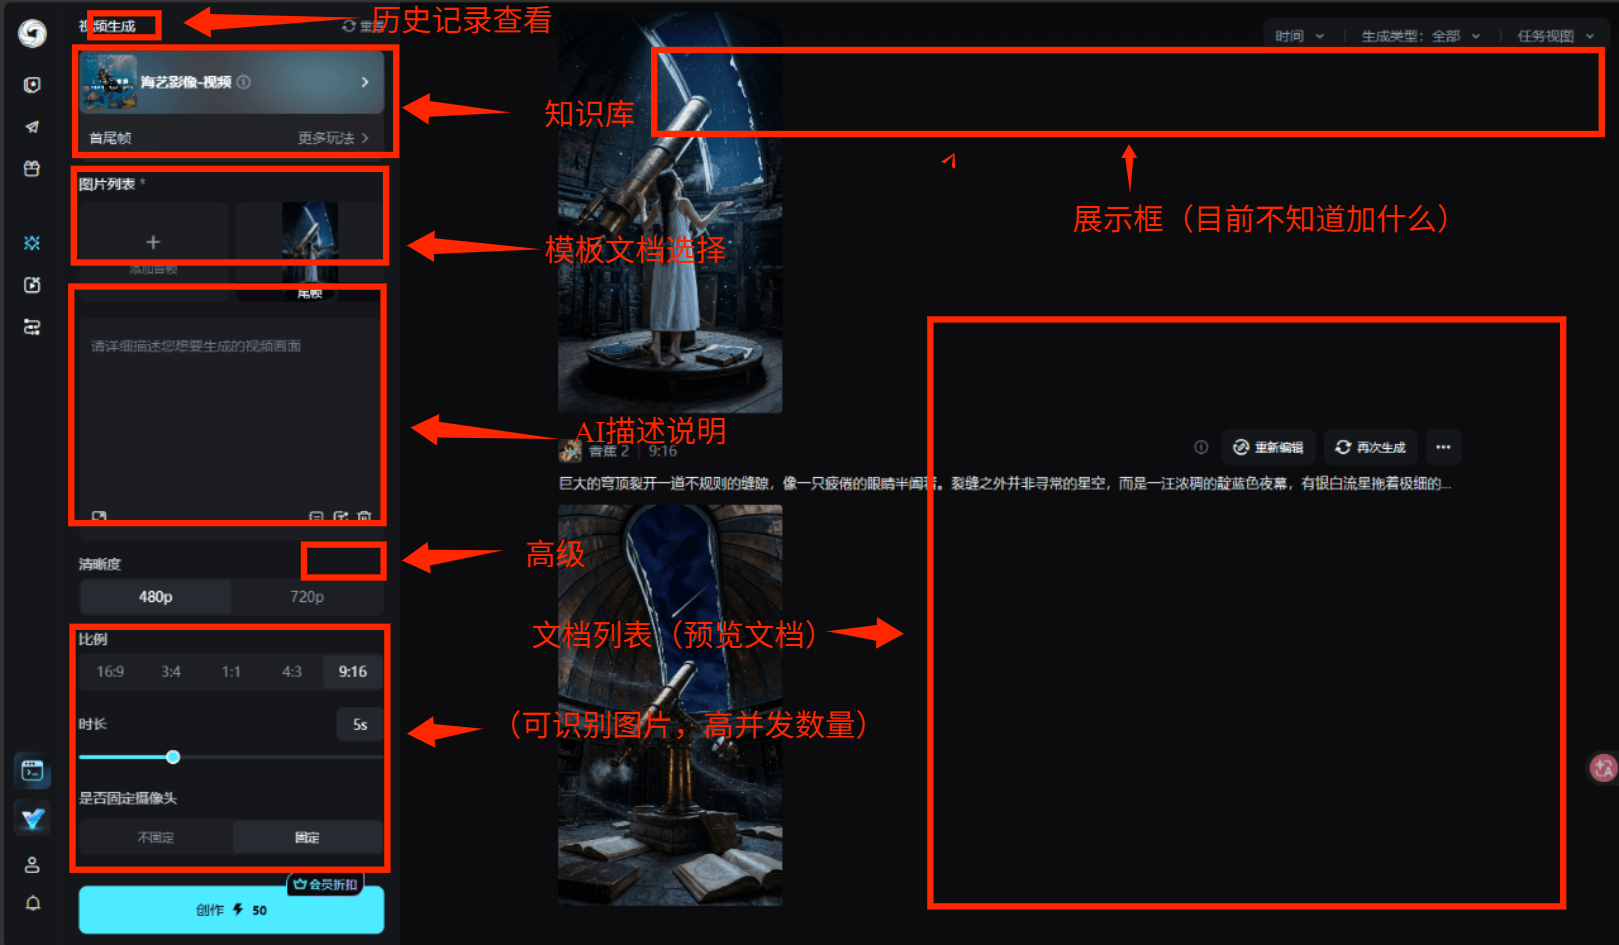 视频生成
历史记录查看
时间
生成类型：全部
任务视图
海艺影像-视频
知识库
首尾帧
更多玩法
图片列表 *
展示框（目前不知道加什么）
添加首帧
尾帧
模板文档选择
请详细描述您想要生成的视频画面
AI描述说明
香蕉 2
9:16
重新编辑
再次生成
巨大的穹顶裂开一道不规则的缝隙，像一只疲倦的眼睛半阖着。裂缝之外并非寻常的星空，而是一汪浓稠的靛蓝色夜幕，有银白流星拖着极细的...
高级
清晰度
480p
720p
文档列表（预览文档）
比例
16:9
3:4
1:1
4:3
9:16
（可识别图片，高并发数量）
时长
5s
是否固定摄像头
不固定
固定
会员折扣
创作
50